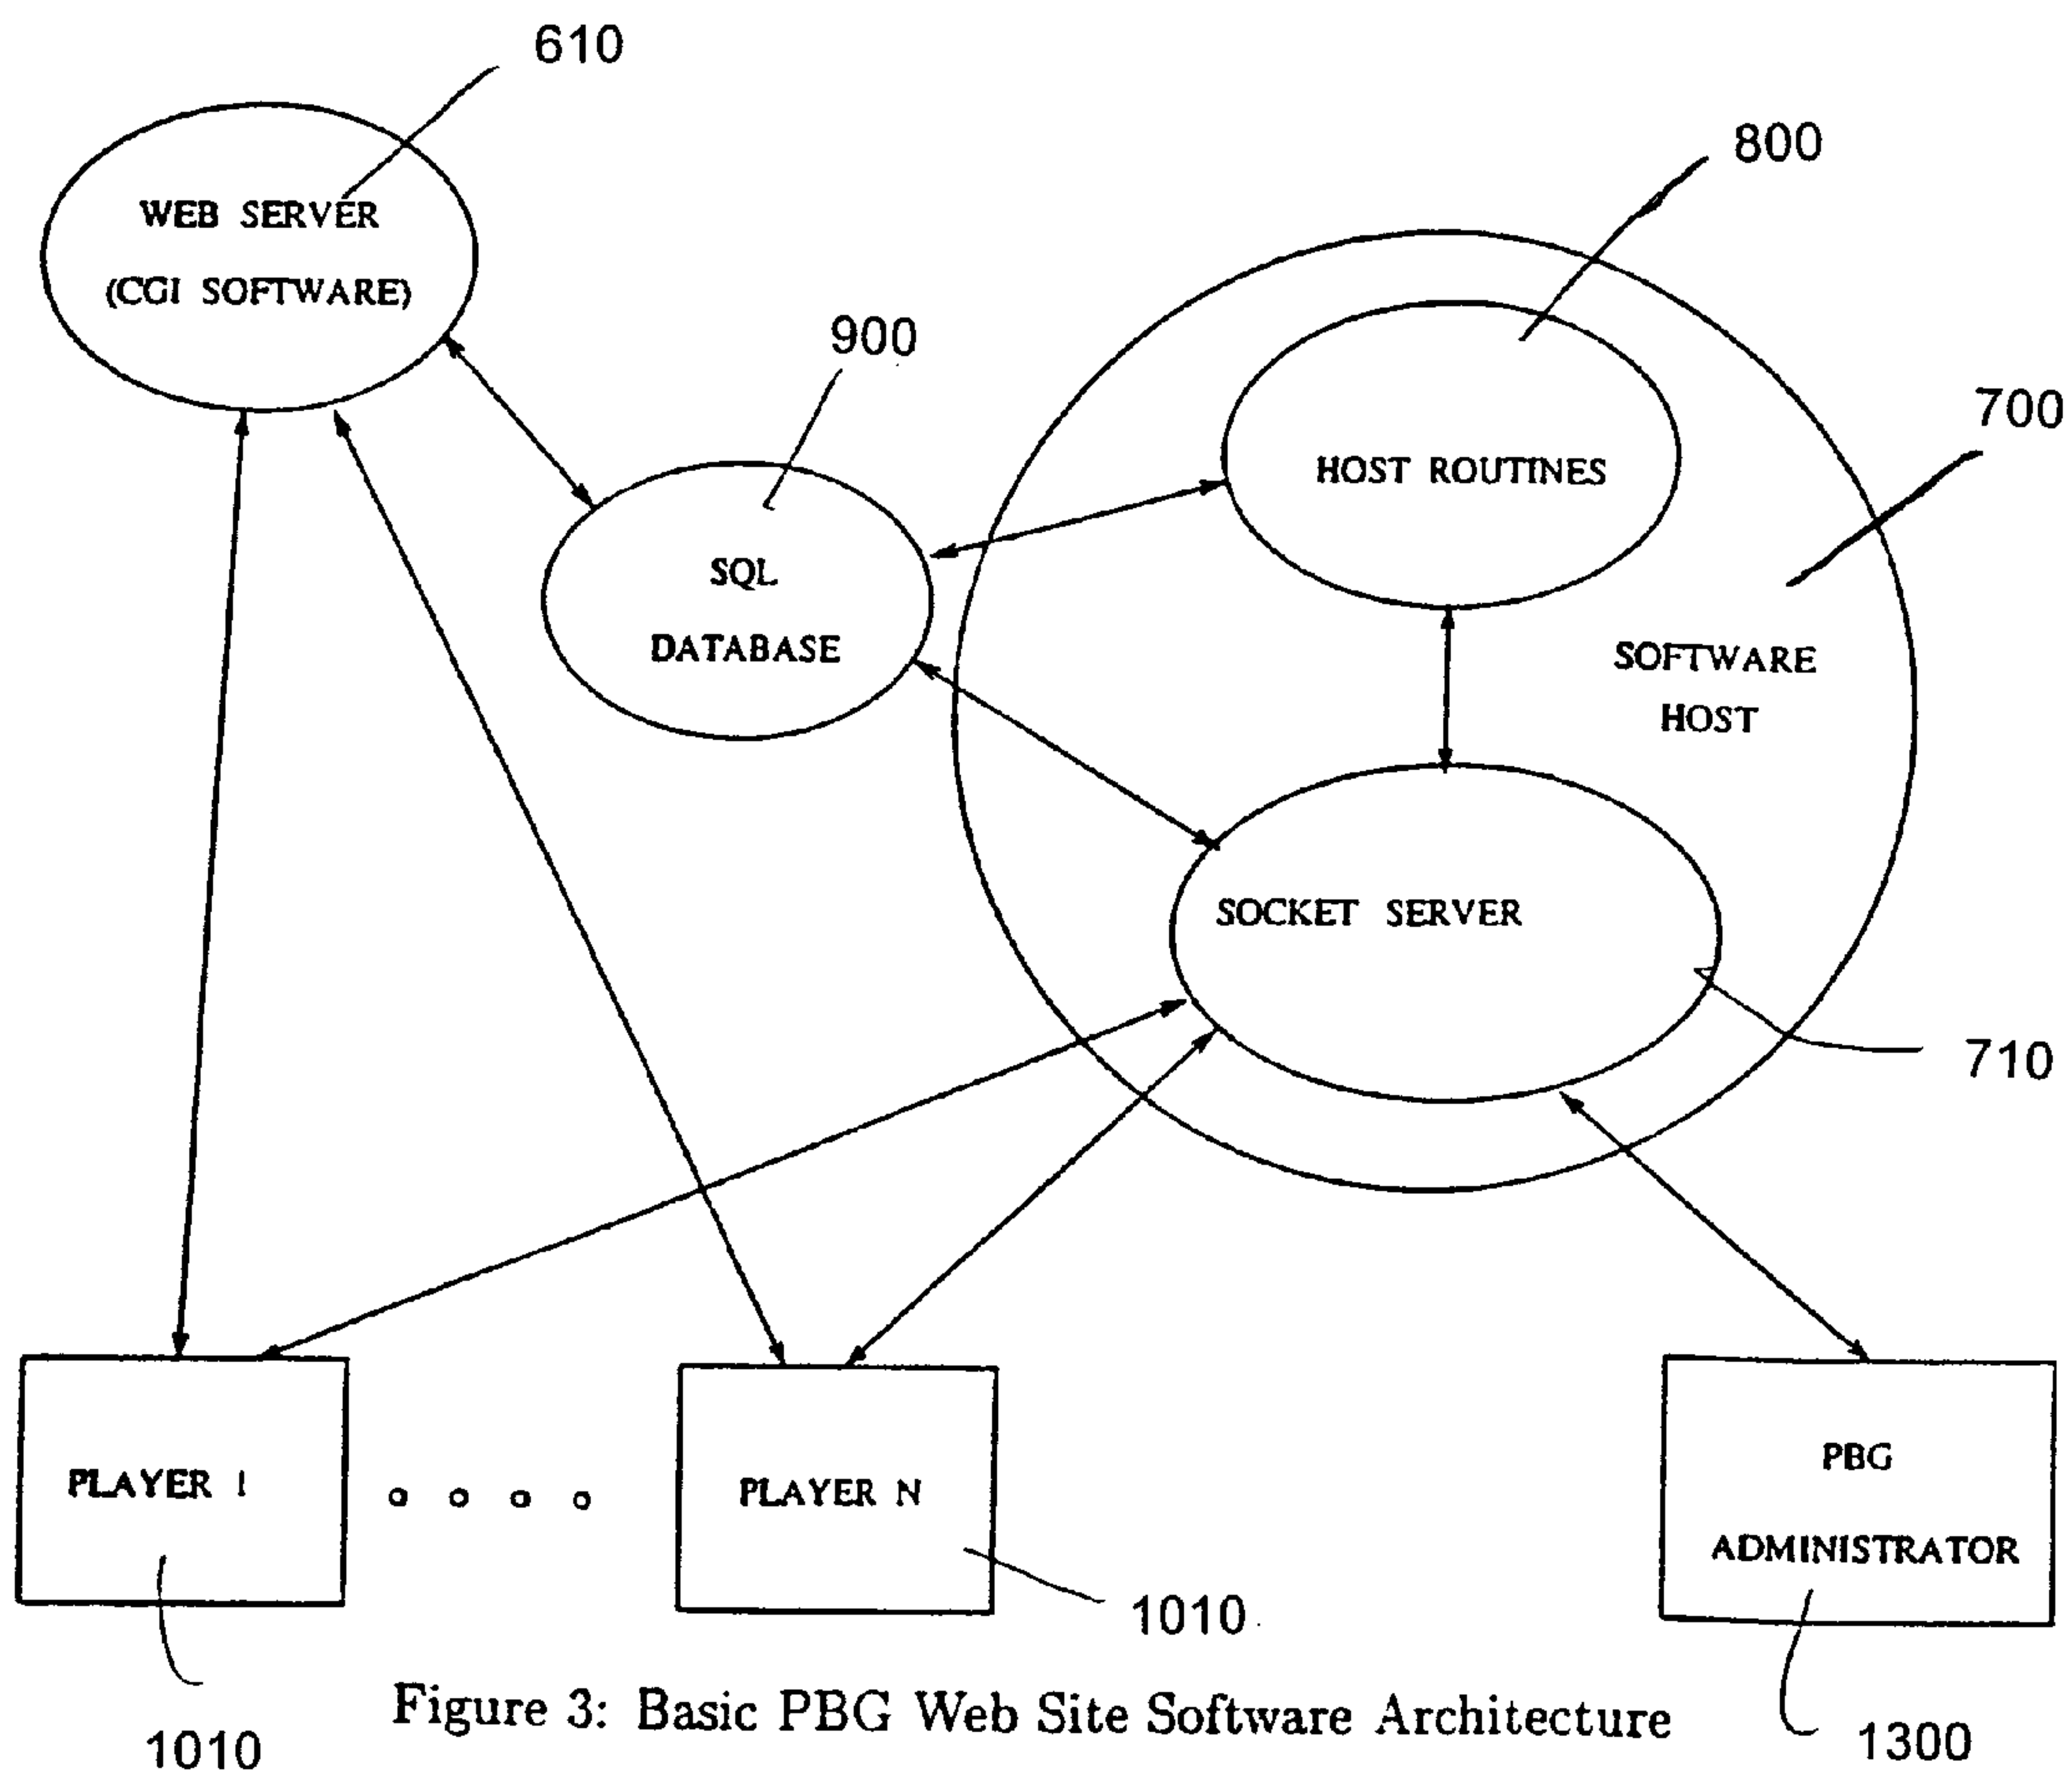 610
800
WEB SERVER
(CGI SOFTWARE)
900
700
HOST ROUTINES
SQL
DATABASE
SOFTWARE
HOST
SOCKET SERVER
710
PLAYER 1
PLAYER N
PBG
ADMINISTRATOR
1010
1010
1300
Figure 3: Basic PBG Web Site Software Architecture